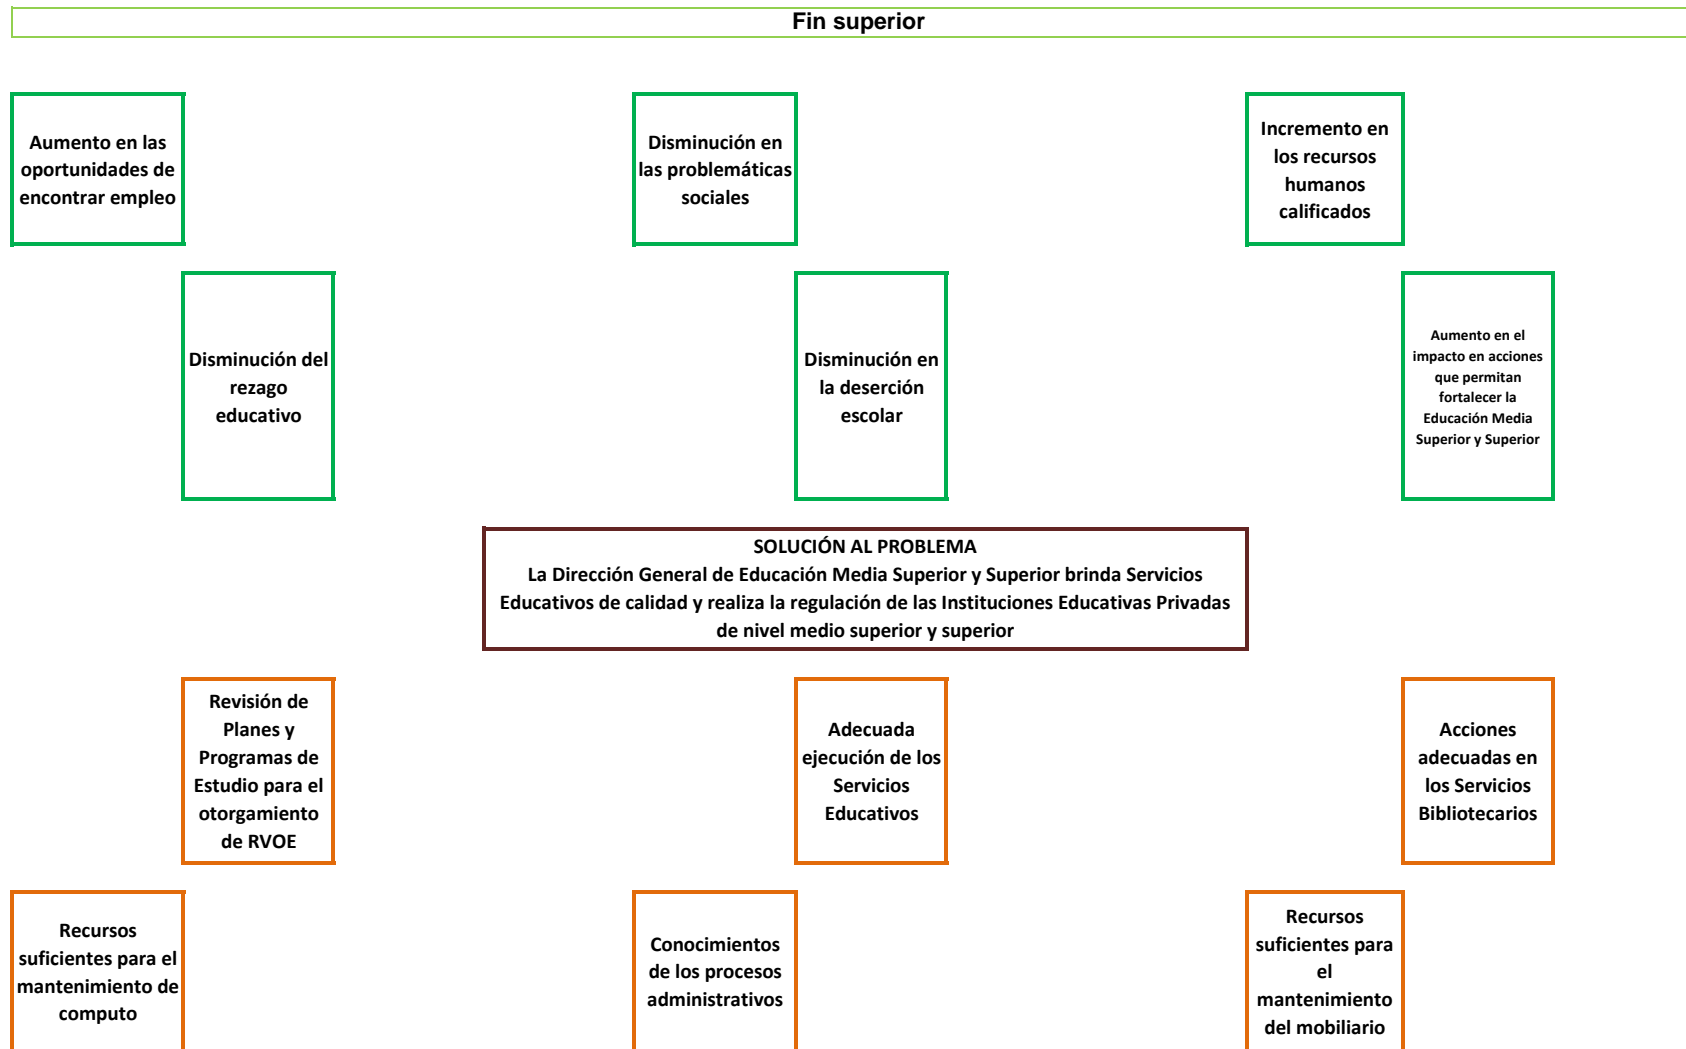 Fin superior
Aumento en las
oportunidades de
encontrar empleo
Disminución en
las problemáticas
sociales
Incremento en
los recursos
humanos
calificados
Disminución del
rezago
educativo
Disminución en
la deserción
escolar
Aumento en el
impacto en acciones
que permitan
fortalecer la
Educación Media
Superior y Superior
SOLUCIÓN AL PROBLEMA
La Dirección General de Educación Media Superior y Superior brinda Servicios
Educativos de calidad y realiza la regulación de las Instituciones Educativas Privadas
de nivel medio superior y superior
Revisión de
Planes y
Programas de
Estudio para el
otorgamiento
de RVOE
Adecuada
ejecución de los
Servicios
Educativos
Acciones
adecuadas en
los Servicios
Bibliotecarios
Recursos
suficientes para el
mantenimiento de
computo
Conocimientos
de los procesos
administrativos
Recursos
suficientes para
el
mantenimiento
del mobiliario